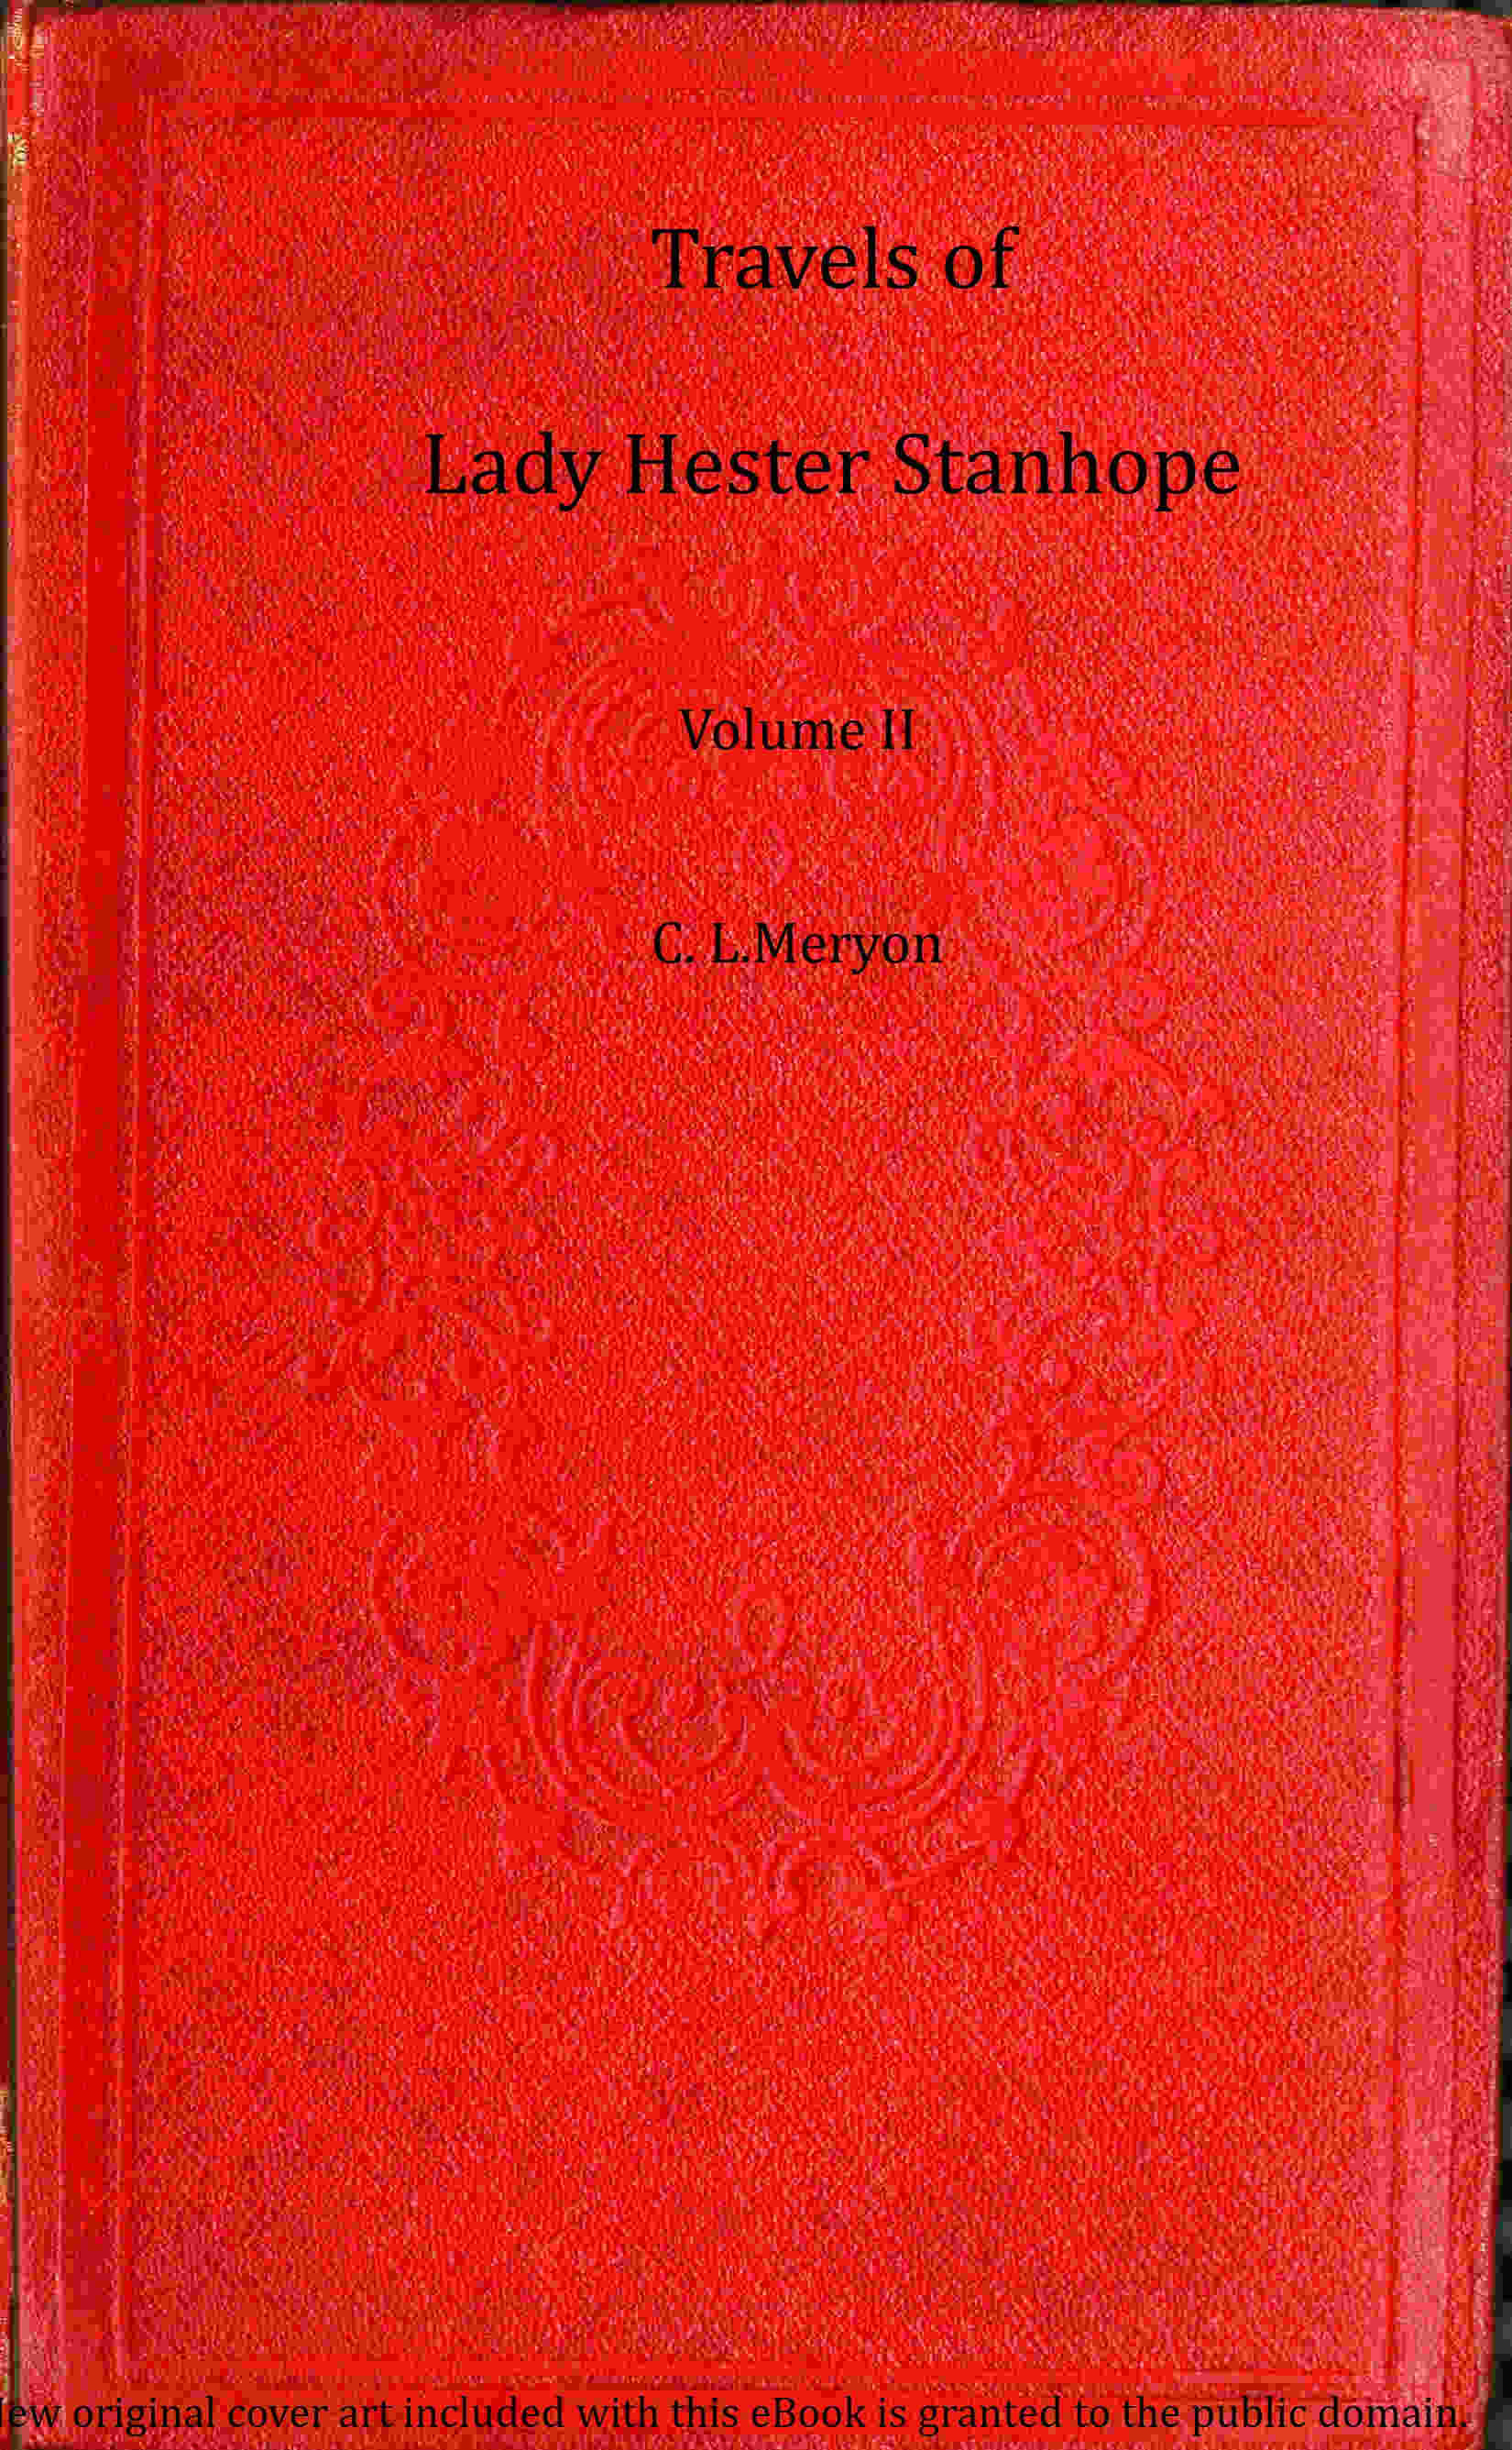 Travels of
Lady Hester Stanhope
Volume II
C. L.Meryon
original cover art included with this eBook is granted to the public domain.